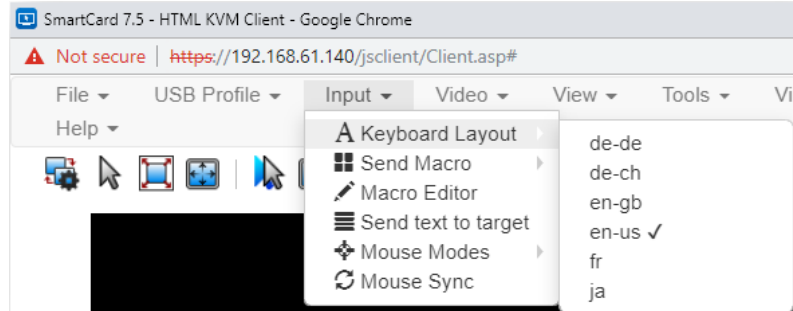 SmartCard 7.5 - HTML KVM Client - Google Chrome
Not secure | https://192.168.61.140/jsclient/Client.asp#
File USB Profile Input Video View Tools Vi
Help
Keyboard Layout
Send Macro
Macro Editor
Send text to target
Mouse Modes
Mouse Sync
de-de
de-ch
en-gb
en-us ✓
fr
ja